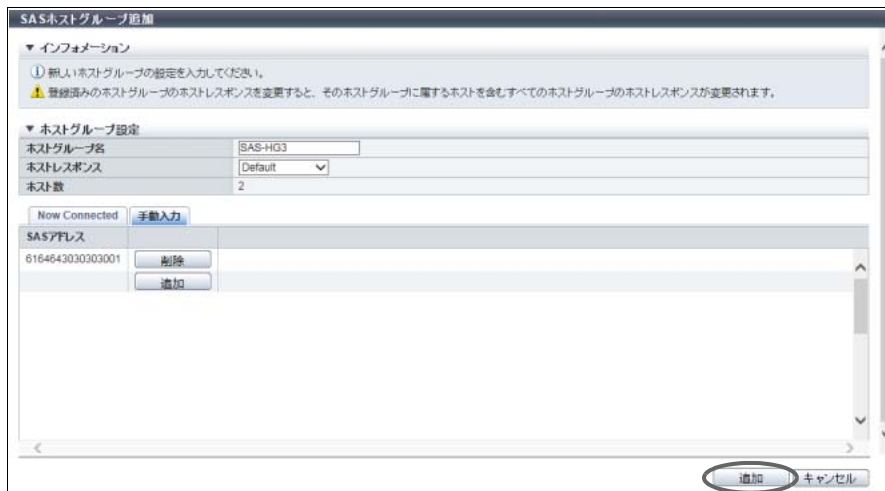 SASホストグループ追加
▼ インフォメーション
新しいホストグループの設定を入力してください。
登録済みのホストグループのホストレスポンスを変更すると、そのホストグループに属するホストを含むすべてのホストグループのホストレスポンスが変更されます。
▼ ホストグループ設定
ホストグループ名 SAS-HG3
ホストレスポンス Default
ホスト数 2
Now Connected 手動入力
SASアドレス
6164643030303001 削除
追加
追加 キャンセル